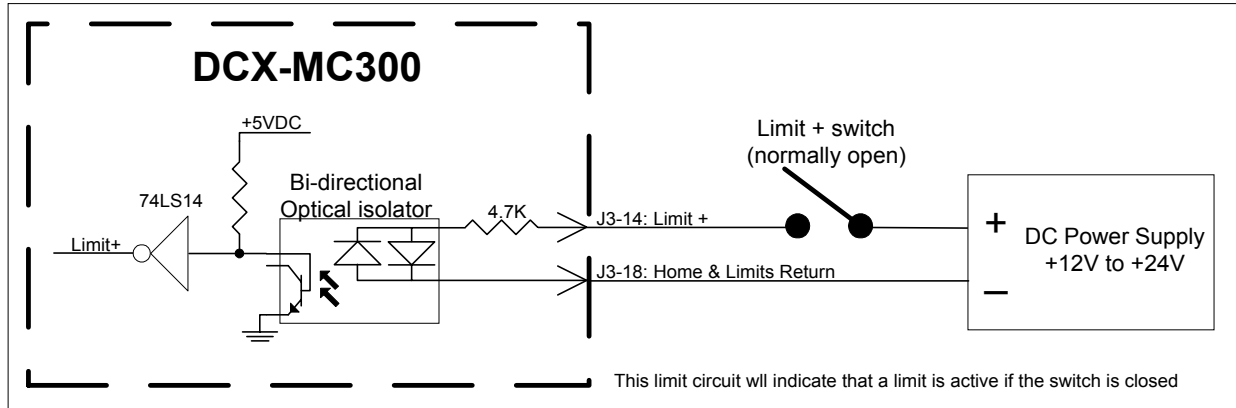 DCX-MC300
+5VDC
Bi-directional
Optical isolator
74LS14
4.7K
Limit+
J3-14: Limit +
J3-18: Home & Limits Return
Limit + switch
(normally open)
+
DC Power Supply
+12V to +24V
–
This limit circuit wll indicate that a limit is active if the switch is closed